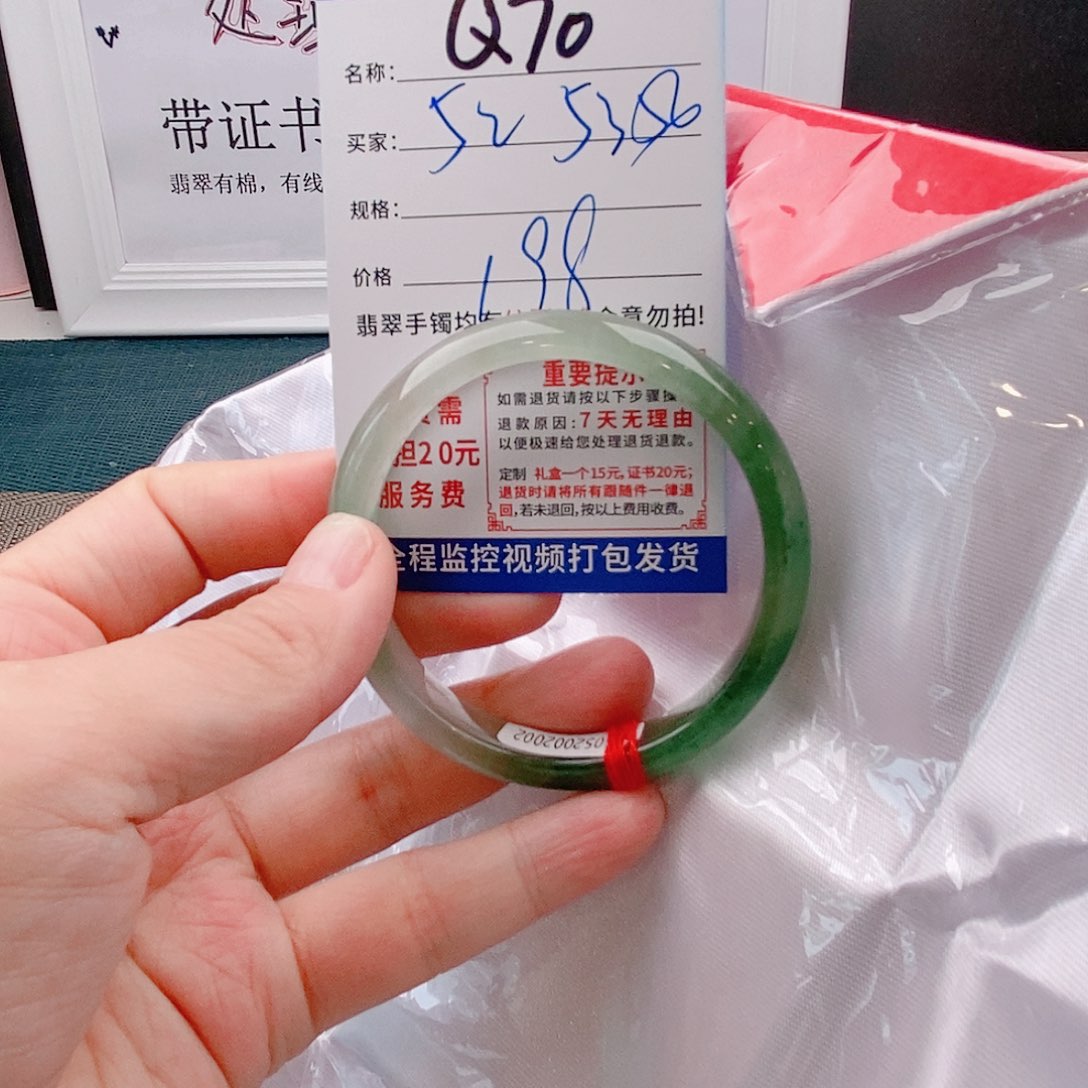 处理
带证书
翡翠有棉，有线
Q70
名称：
买家： 52 53
规格：
价格 198
翡翠手镯均 意勿拍!
需
担20元
服务费
重要提示
如需退货请按以下步骤操
退款原因：7天无理由
以便极速给您处理退货退款。
定制 礼盒一个15元，证书20元；
退货时请将所有跟随件一律退
回，若未退回，按以上费用收费。
全程监控视频打包发货
052002002